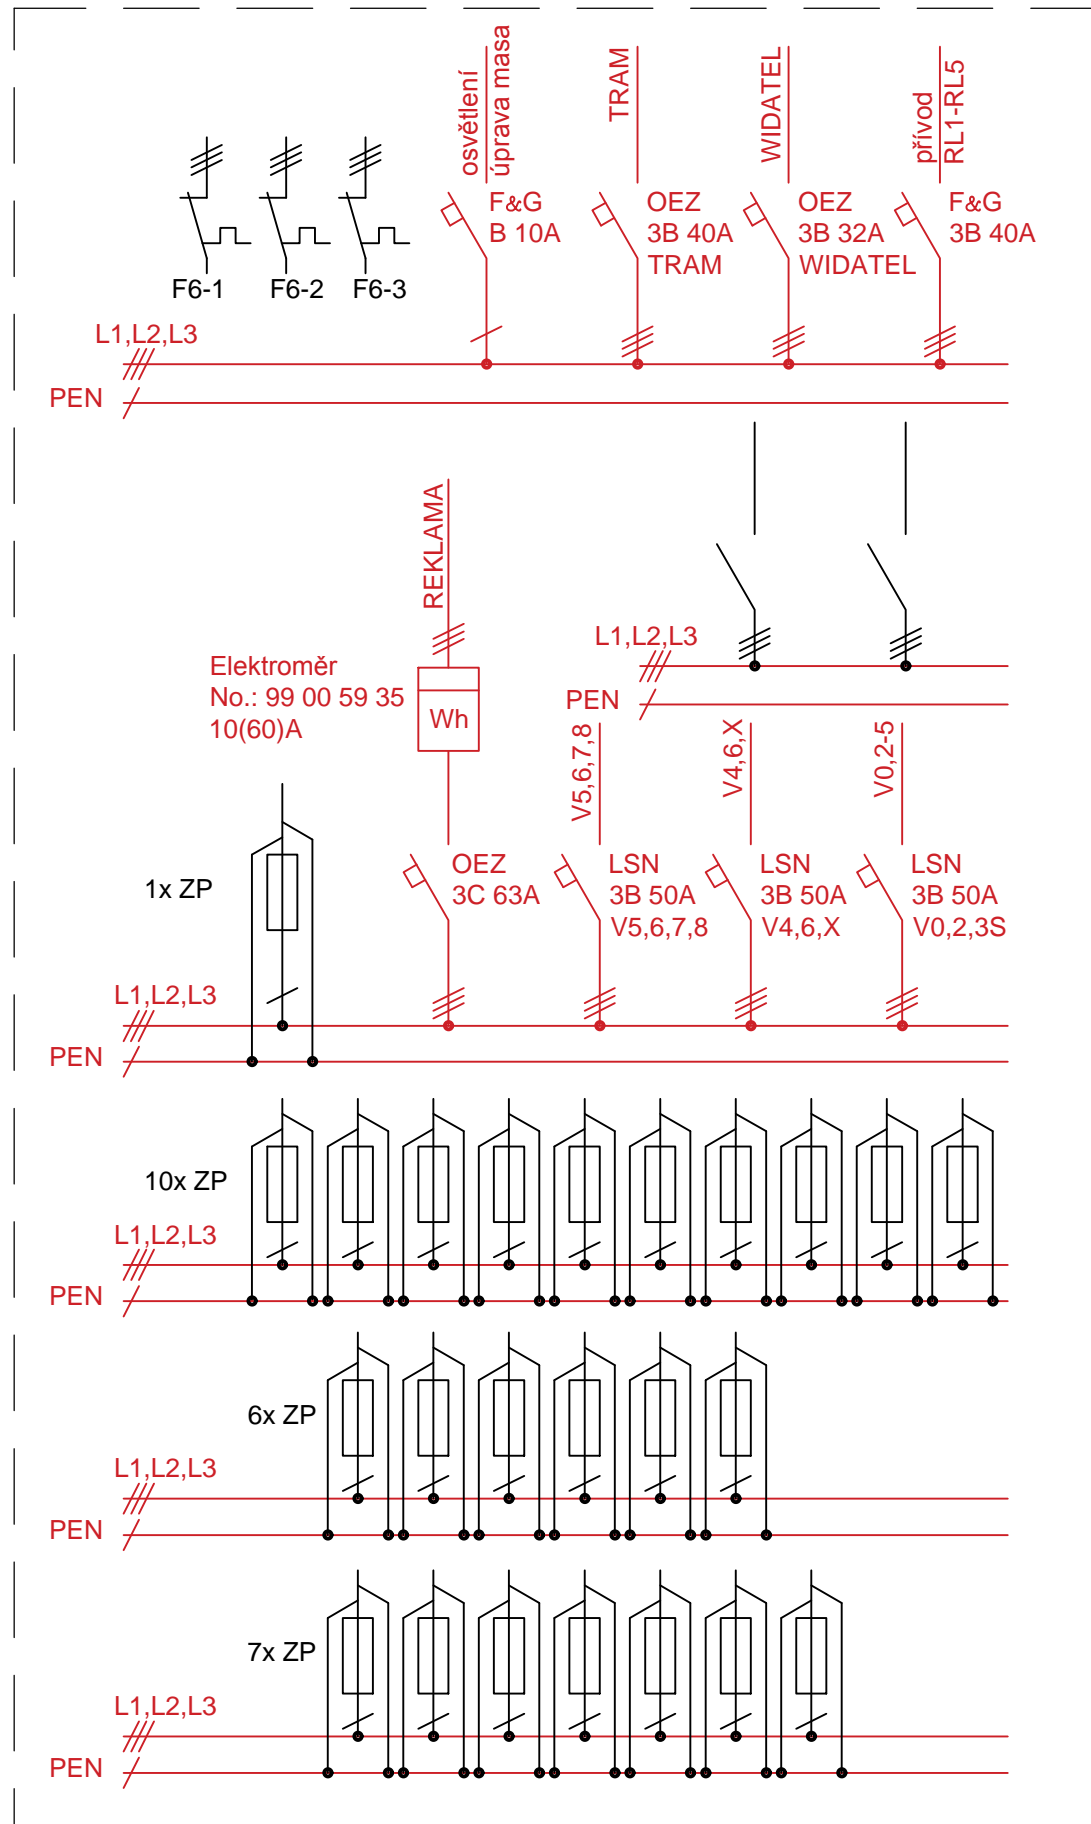 osvětlení
úprava masa
TRAM
WIDATEL
přívod
RL1-RL5
F&G
B 10A
OEZ
3B 40A
TRAM
OEZ
3B 32A
WIDATEL
F&G
3B 40A
F6-1
F6-2
F6-3
L1,L2,L3
PEN
REKLAMA
L1,L2,L3
PEN
Elektroměr
No.: 99 00 59 35
10(60)A
Wh
V5,6,7,8
V4,6,X
V0,2-5
1x ZP
OEZ
3C 63A
LSN
3B 50A
V5,6,7,8
LSN
3B 50A
V4,6,X
LSN
3B 50A
V0,2,3S
L1,L2,L3
PEN
10x ZP
L1,L2,L3
PEN
6x ZP
L1,L2,L3
PEN
7x ZP
L1,L2,L3
PEN